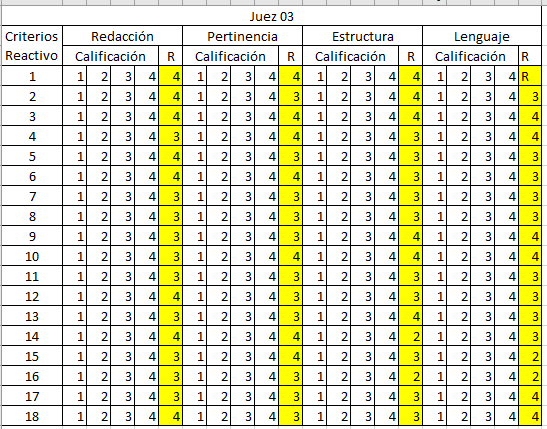 Juez 03
Criterios Redacción Pertinencia Estructura Lenguaje
Reactivo Calificación R Calificación R Calificación R Calificación R
1 1 2 3 4 4 1 2 3 4 4 1 2 3 4 4 1 2 3 4 R
2 1 2 3 4 4 1 2 3 4 3 1 2 3 4 4 1 2 3 4 3
3 1 2 3 4 4 1 2 3 4 4 1 2 3 4 4 1 2 3 4 4
4 1 2 3 4 3 1 2 3 4 4 1 2 3 4 3 1 2 3 4 4
5 1 2 3 4 4 1 2 3 4 3 1 2 3 4 3 1 2 3 4 3
6 1 2 3 4 4 1 2 3 4 4 1 2 3 4 3 1 2 3 4 4
7 1 2 3 4 3 1 2 3 4 3 1 2 3 4 3 1 2 3 4 3
8 1 2 3 4 3 1 2 3 4 3 1 2 3 4 3 1 2 3 4 3
9 1 2 3 4 3 1 2 3 4 3 1 2 3 4 4 1 2 3 4 4
10 1 2 3 4 4 1 2 3 4 4 1 2 3 4 4 1 2 3 4 4
11 1 2 3 4 3 1 2 3 4 3 1 2 3 4 3 1 2 3 4 3
12 1 2 3 4 4 1 2 3 4 3 1 2 3 4 3 1 2 3 4 3
13 1 2 3 4 3 1 2 3 4 3 1 2 3 4 4 1 2 3 4 3
14 1 2 3 4 4 1 2 3 4 4 1 2 3 4 2 1 2 3 4 3
15 1 2 3 4 3 1 2 3 4 4 1 2 3 4 3 1 2 3 4 2
16 1 2 3 4 3 1 2 3 4 3 1 2 3 4 2 1 2 3 4 2
17 1 2 3 4 3 1 2 3 4 3 1 2 3 4 3 1 2 3 4 4
18 1 2 3 4 4 1 2 3 4 3 1 2 3 4 3 1 2 3 4 4